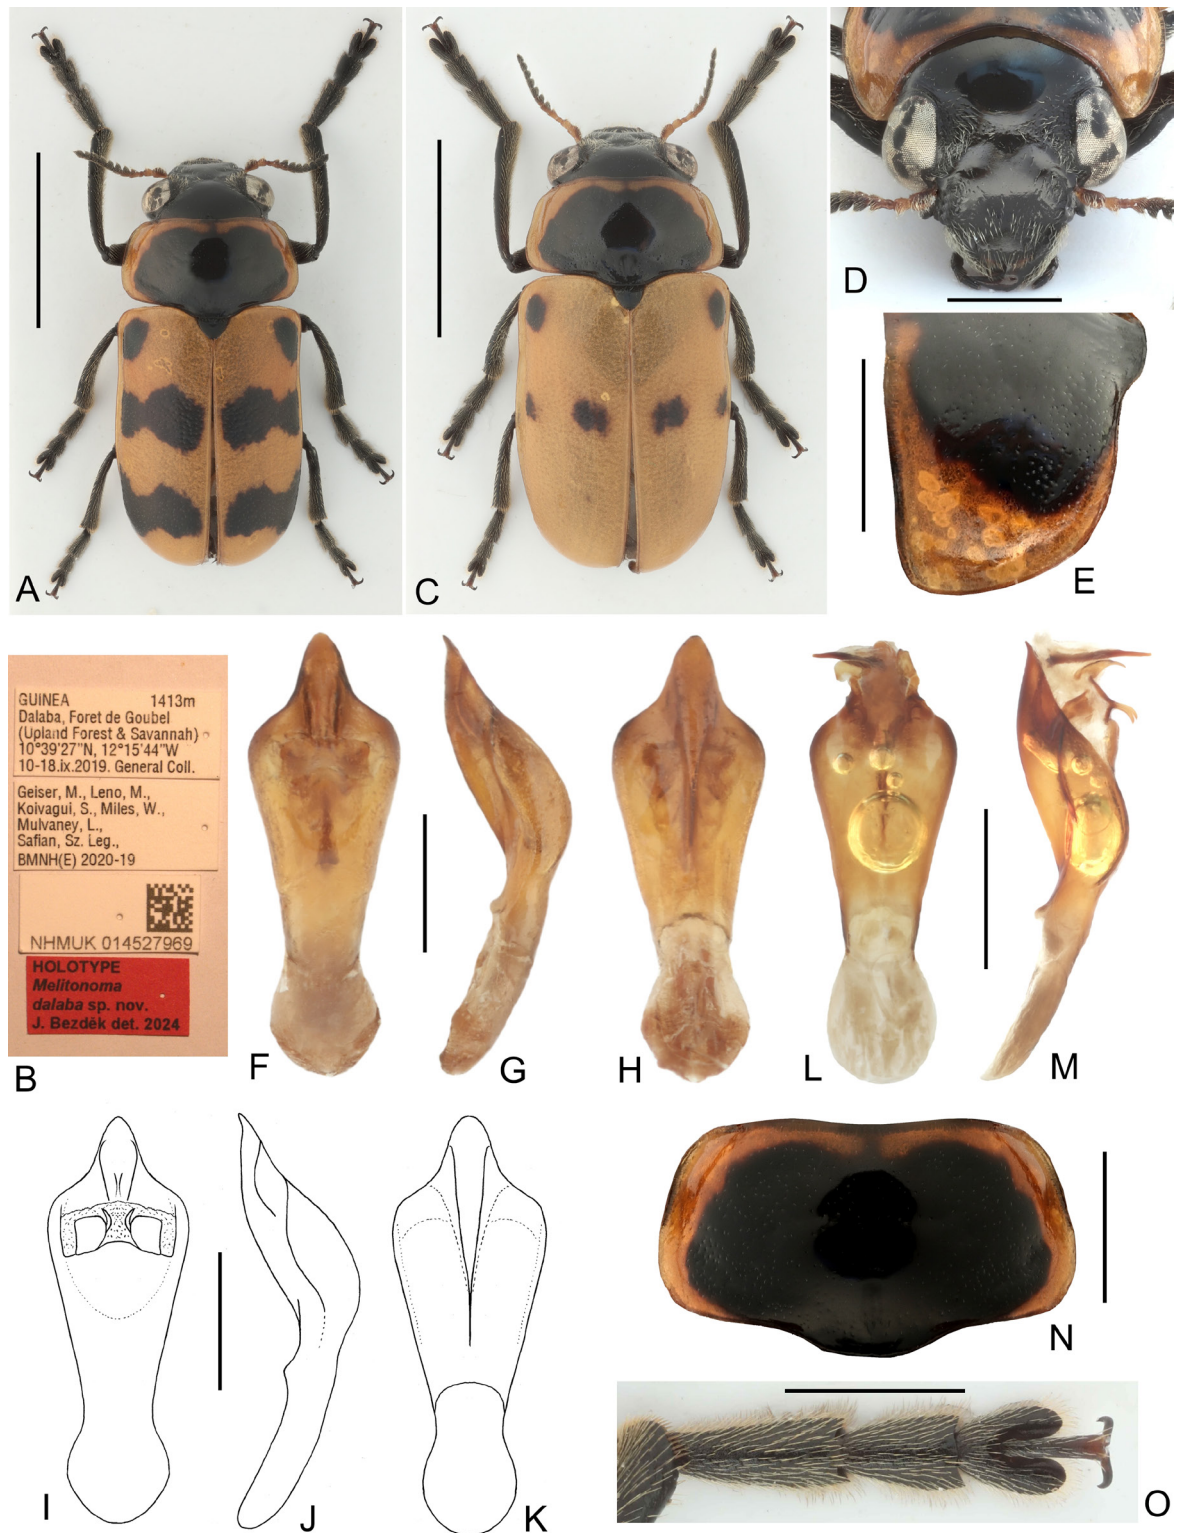 A
C
D
E
GUINEA 1413m
Dalaba, Foret de Goubel
(Upland Forest & Savannah)
10°39'27"N, 12°15'44"W
10-18.ix.2019. General Coll.
Geiser, M., Leno, M.,
Koivagui, S., Miles, W.,
Mulvaney, L.,
Safian, Sz. Leg.,
BMNH(E) 2020-19
NHMUK 014527969
HOLOTYPE
Melitonoma
dalaba sp. nov.
J. Bezděk det. 2024
B
F
G
H
L
M
I
J
K
N
O